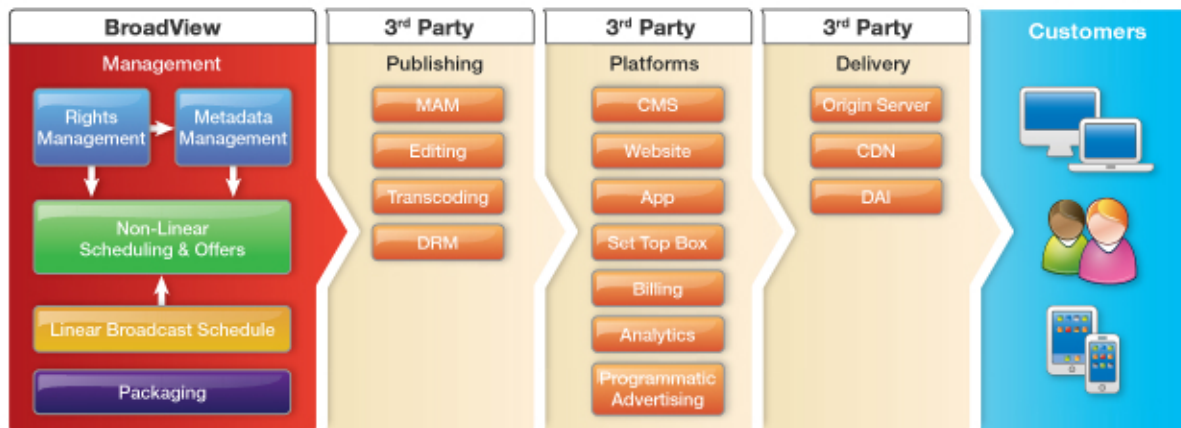 BroadView
Management
Rights
Management
Metadata
Management
Non-Linear
Scheduling & Offers
Linear Broadcast Schedule
Packaging
3rd Party
Publishing
MAM
Editing
Transcoding
DRM
3rd Party
Platforms
CMS
Website
App
Set Top Box
Billing
Analytics
Programmatic
Advertising
3rd Party
Delivery
Origin Server
CDN
DAI
Customers